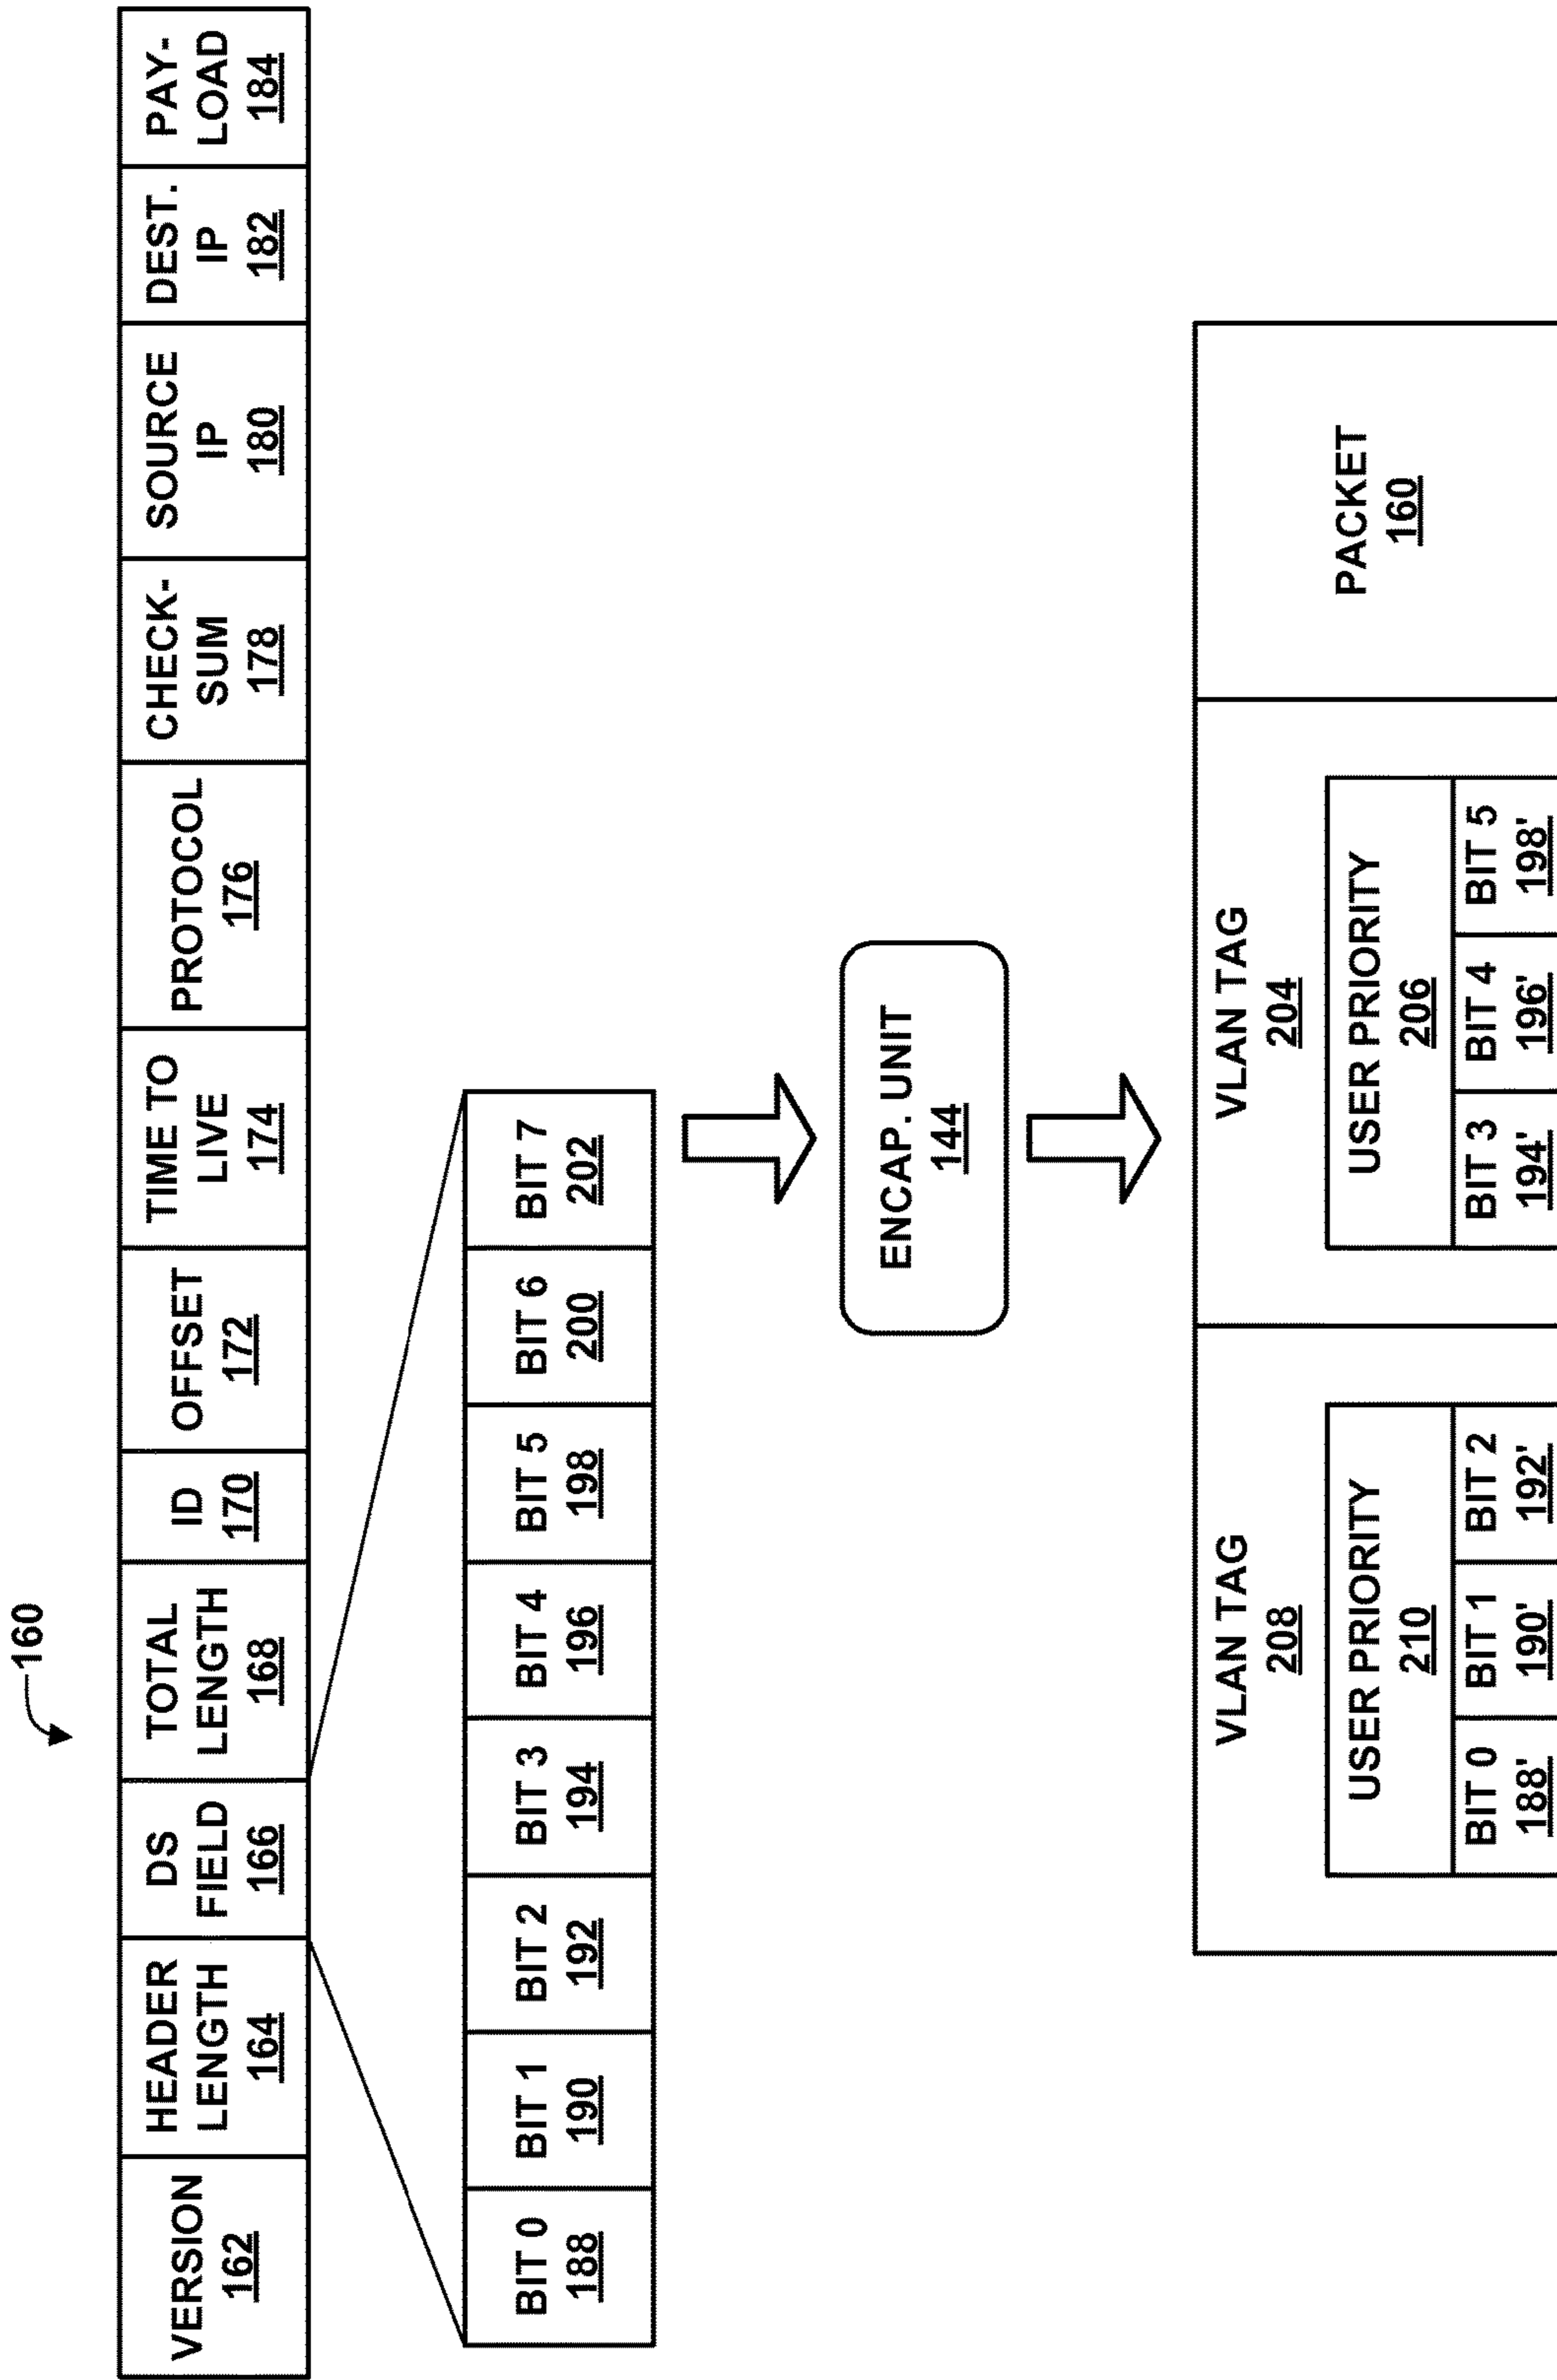 160
VERSION
162
HEADER
LENGTH
164
DS
FIELD
166
TOTAL
LENGTH
168
ID
170
OFFSET
172
TIME TO
LIVE
174
PROTOCOL
176
CHECK-
SUM
178
SOURCE
IP
180
DEST.
IP
182
PAY-
LOAD
184
BIT 0
188
BIT 1
190
BIT 2
192
BIT 3
194
BIT 4
196
BIT 5
198
BIT 6
200
BIT 7
202
ENCAP. UNIT
144
VLAN TAG
208
USER PRIORITY
210
BIT 0
188'
BIT 1
190'
BIT 2
192'
VLAN TAG
204
USER PRIORITY
206
BIT 3
194'
BIT 4
196'
BIT 5
198'
PACKET
160